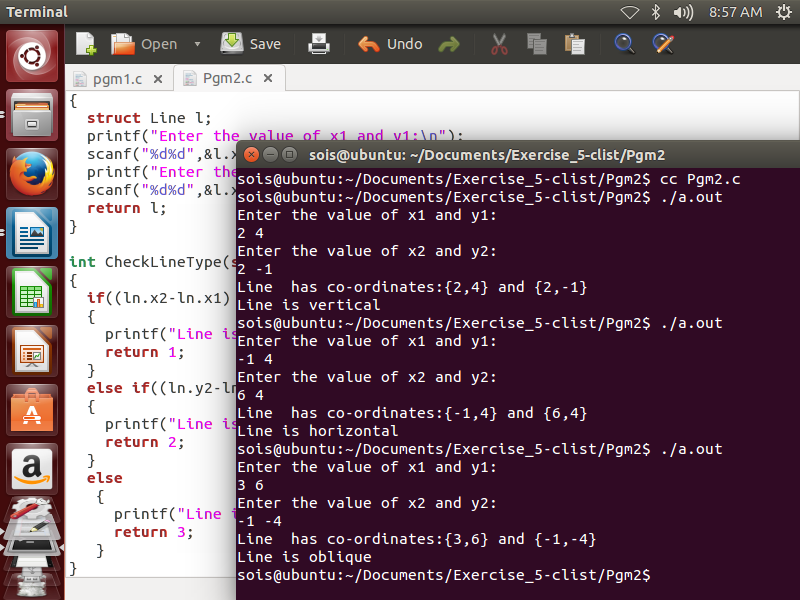 Terminal
8:57 AM
Open
Save
Undo
pgm1.c
Pgm2.c
{
struct Line l;
printf("Enter the value of x1 and y1:\n");
scanf("%d%d",&l.x
printf("Enter the
scanf("%d%d",&l.x
return l;
}
int CheckLineType(s
{
if((ln.x2-ln.x1)
{
printf("Line is
return 1;
}
else if((ln.y2-ln
{
printf("Line is
return 2;
}
else
{
printf("Line i
return 3;
}
}
sois@ubuntu: ~/Documents/Exercise_5-clist/Pgm2
sois@ubuntu:~/Documents/Exercise_5-clist/Pgm2$ cc Pgm2.c
sois@ubuntu:~/Documents/Exercise_5-clist/Pgm2$ ./a.out
Enter the value of x1 and y1:
2 4
Enter the value of x2 and y2:
2 -1
Line  has co-ordinates:{2,4} and {2,-1}
Line is vertical
sois@ubuntu:~/Documents/Exercise_5-clist/Pgm2$ ./a.out
Enter the value of x1 and y1:
-1 4
Enter the value of x2 and y2:
6 4
Line  has co-ordinates:{-1,4} and {6,4}
Line is horizontal
sois@ubuntu:~/Documents/Exercise_5-clist/Pgm2$ ./a.out
Enter the value of x1 and y1:
3 6
Enter the value of x2 and y2:
-1 -4
Line  has co-ordinates:{3,6} and {-1,-4}
Line is oblique
sois@ubuntu:~/Documents/Exercise_5-clist/Pgm2$